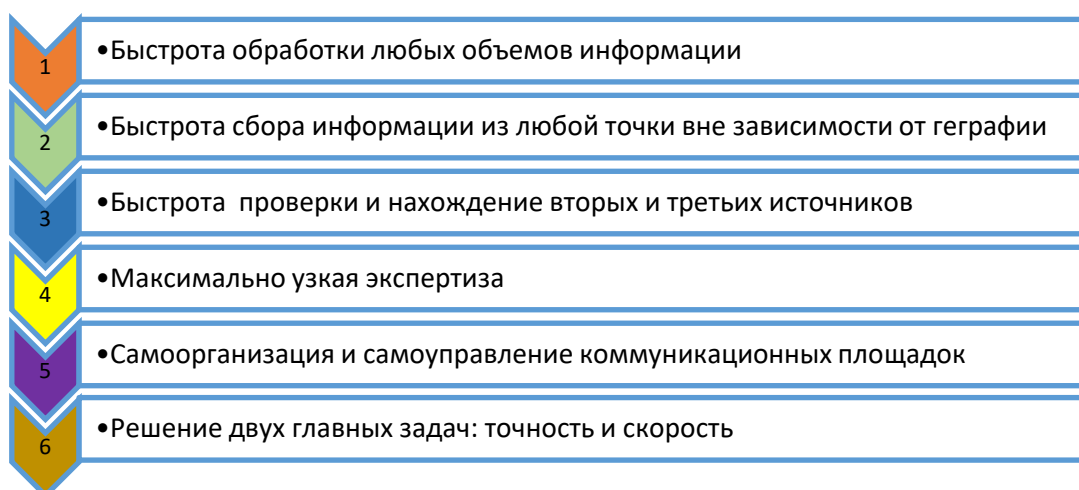 1
•Быстрота обработки любых объемов информации
2
•Быстрота сбора информации из любой точки вне зависимости от геграфии
3
•Быстрота  проверки и нахождение вторых и третьих источников
4
•Максимально узкая экспертиза
5
•Самоорганизация и самоуправление коммуникационных площадок
6
•Решение двух главных задач: точность и скорость